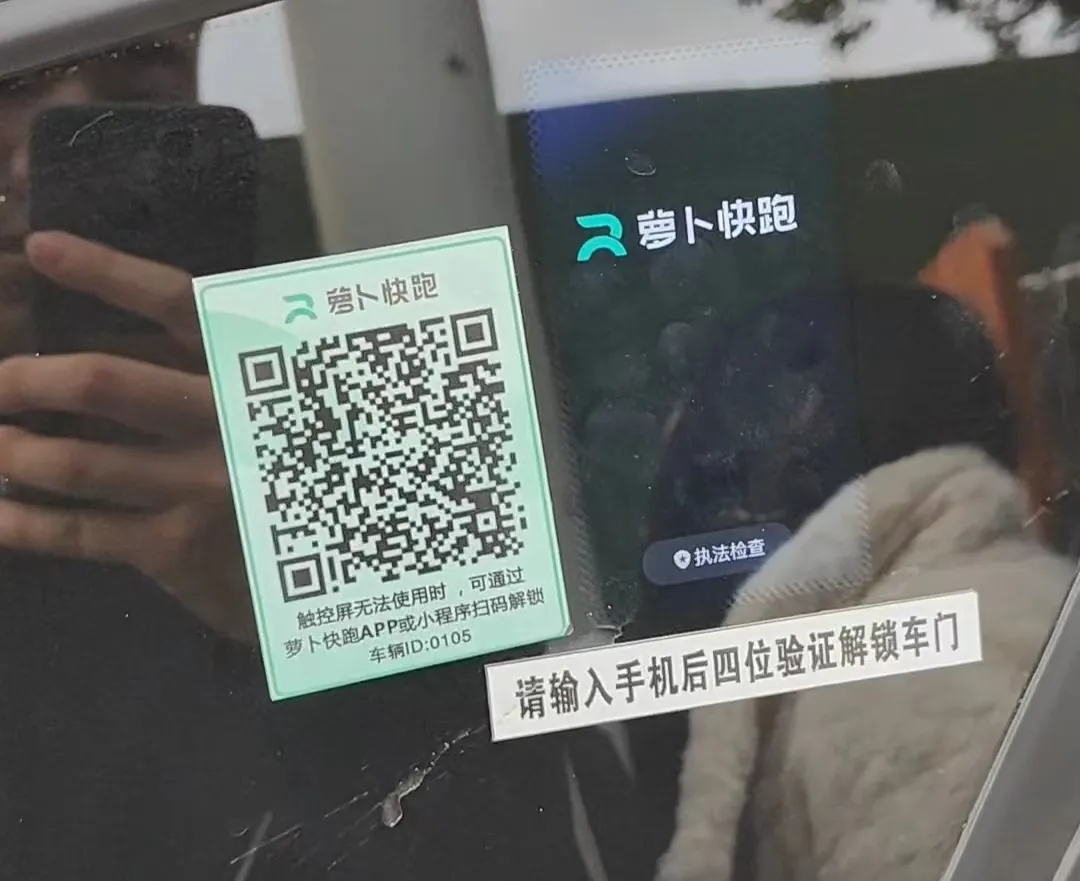 萝卜快跑
触控屏无法使用时，可通过
萝卜快跑APP或小程序扫码解锁
车辆ID:0105
萝卜快跑
执法检查
请输入手机后四位验证解锁车门